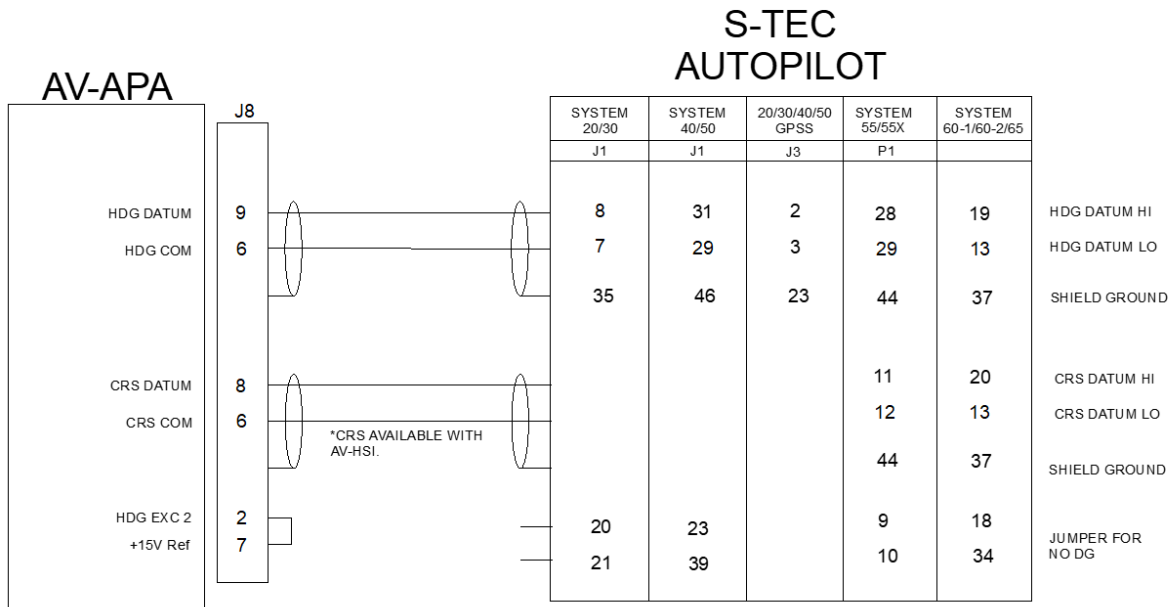 S-TEC
AUTOPILOT
AV-APA
J8
SYSTEM 20/30 SYSTEM 40/50 20/30/40/50 GPSS SYSTEM 55/55X SYSTEM 60-1/60-2/65
J1 J1 J3 P1
HDG DATUM 9 8 31 2 28 19 HDG DATUM HI
HDG COM 6 7 29 3 29 13 HDG DATUM LO
35 46 23 44 37 SHIELD GROUND
CRS DATUM 8 11 20 CRS DATUM HI
CRS COM 6 12 13 CRS DATUM LO
*CRS AVAILABLE WITH
AV-HSI.
44 37 SHIELD GROUND
HDG EXC 2 2 20 23 9 18
JUMPER FOR
NO DG
+15V Ref 7 21 39 10 34